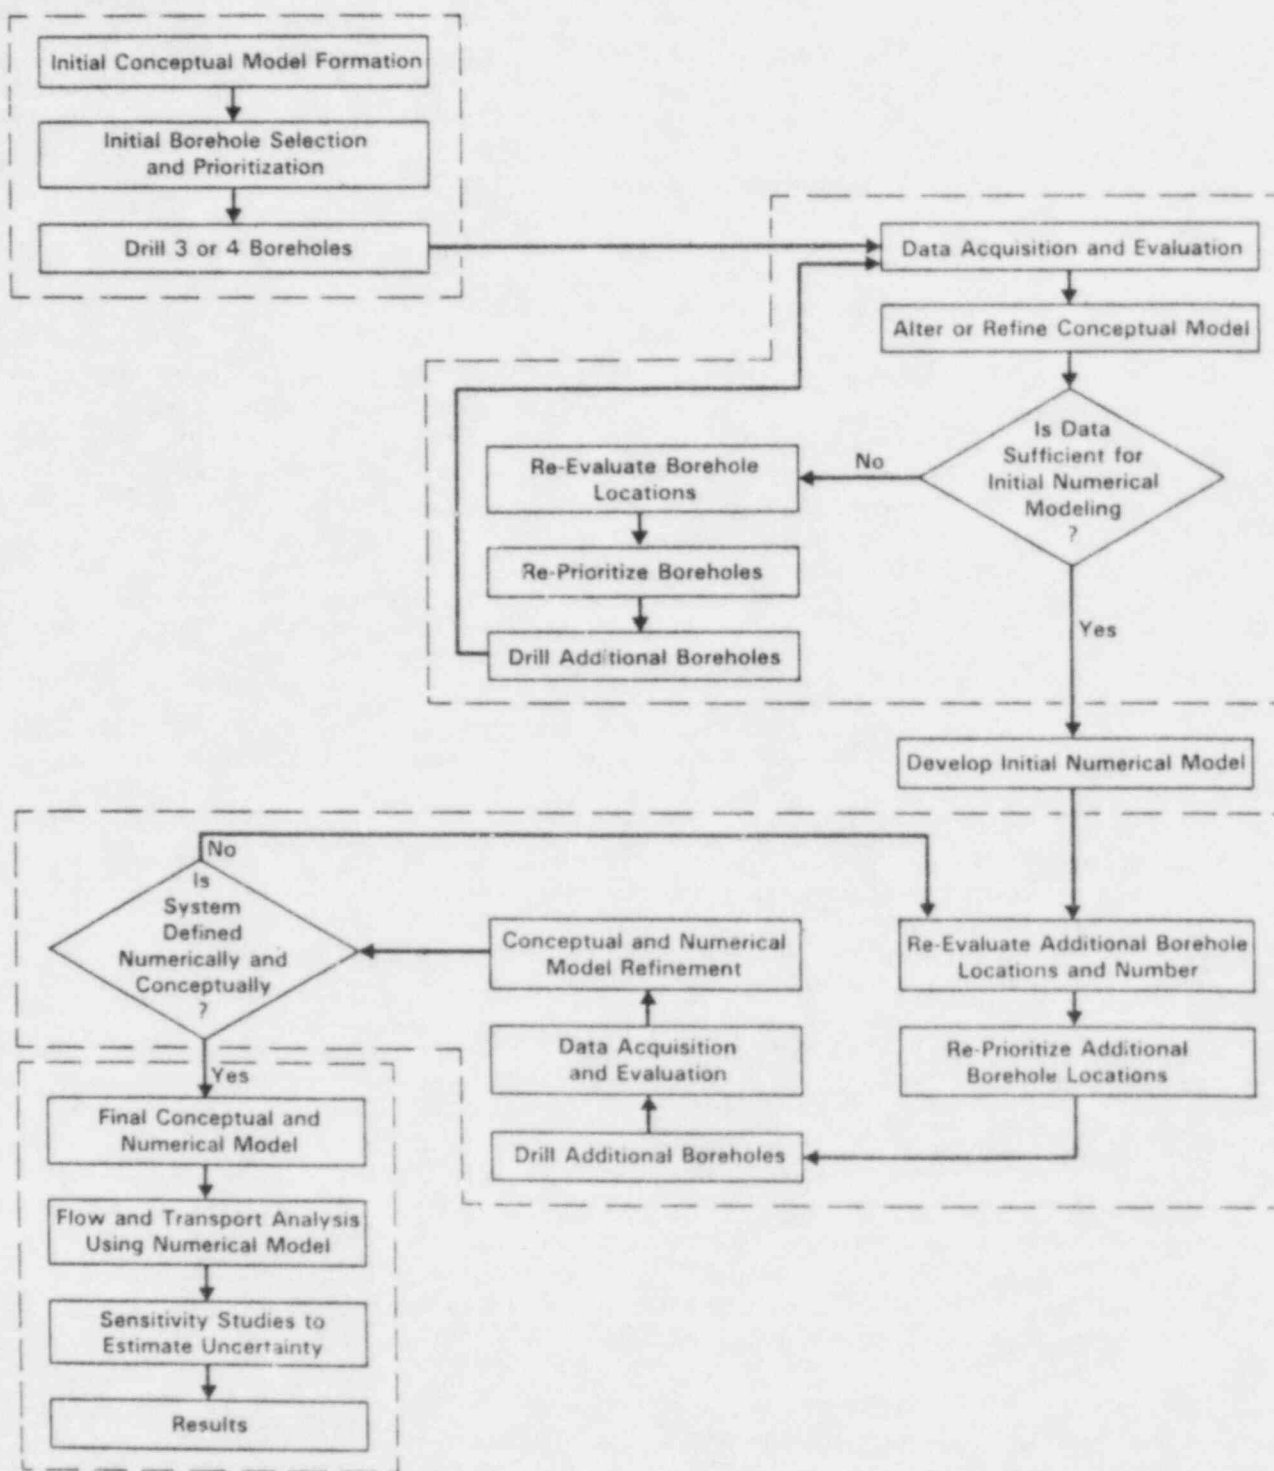 Initial Conceptual Model Formation
Initial Borehole Selection
and Prioritization
Drill 3 or 4 Boreholes
Data Acquisition and Evaluation
Alter or Refine Conceptual Model
Is Data
Sufficient for
Initial Numerical
Modeling
?
No
Re-Evaluate Borehole
Locations
Re-Prioritize Boreholes
Drill Additional Boreholes
Yes
Develop Initial Numerical Model
No
Is
System
Defined
Numerically and
Conceptually
?
Conceptual and Numerical
Model Refinement
Re-Evaluate Additional Borehole
Locations and Number
Data Acquisition
and Evaluation
Re-Prioritize Additional
Borehole Locations
Drill Additional Boreholes
Yes
Final Conceptual and
Numerical Model
Flow and Transport Analysis
Using Numerical Model
Sensitivity Studies to
Estimate Uncertainty
Results